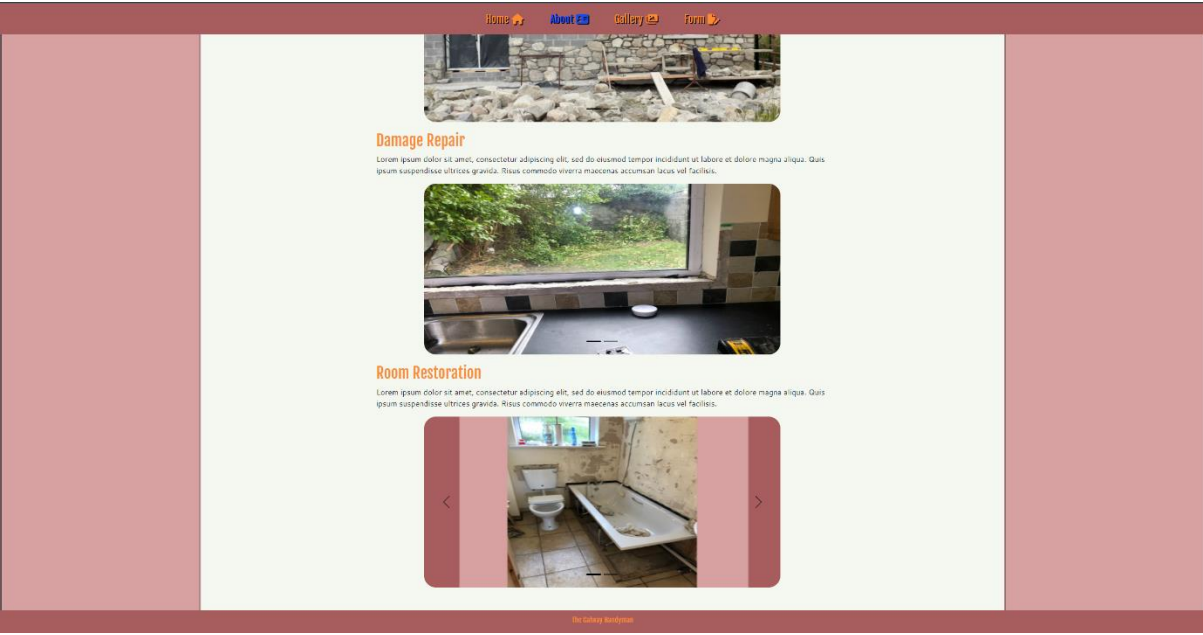 Home
About
Gallery
Form
Damage Repair
Lorem ipsum dolor sit amet, consectetur adipiscing elit, sed do eiusmod tempor incididunt ut labore et dolore magna aliqua. Quis
ipsum suspendisse ultrices gravida. Risus commodo viverra maecenas accumsan lacus vel facilisis.
Room Restoration
Lorem ipsum dolor sit amet, consectetur adipiscing elit, sed do eiusmod tempor incididunt ut labore et dolore magna aliqua. Quis
ipsum suspendisse ultrices gravida. Risus commodo viverra maecenas accumsan lacus vel facilisis.
The Galway Handyman